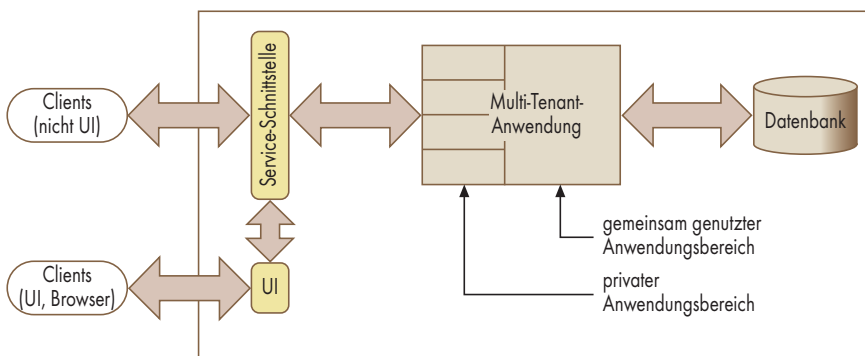 Clients
(nicht UI)
Service-Schnittstelle
Multi-Tenant-
Anwendung
Datenbank
gemeinsam genutzter
Anwendungsbereich
Clients
(UI, Browser)
UI
privater
Anwendungsbereich